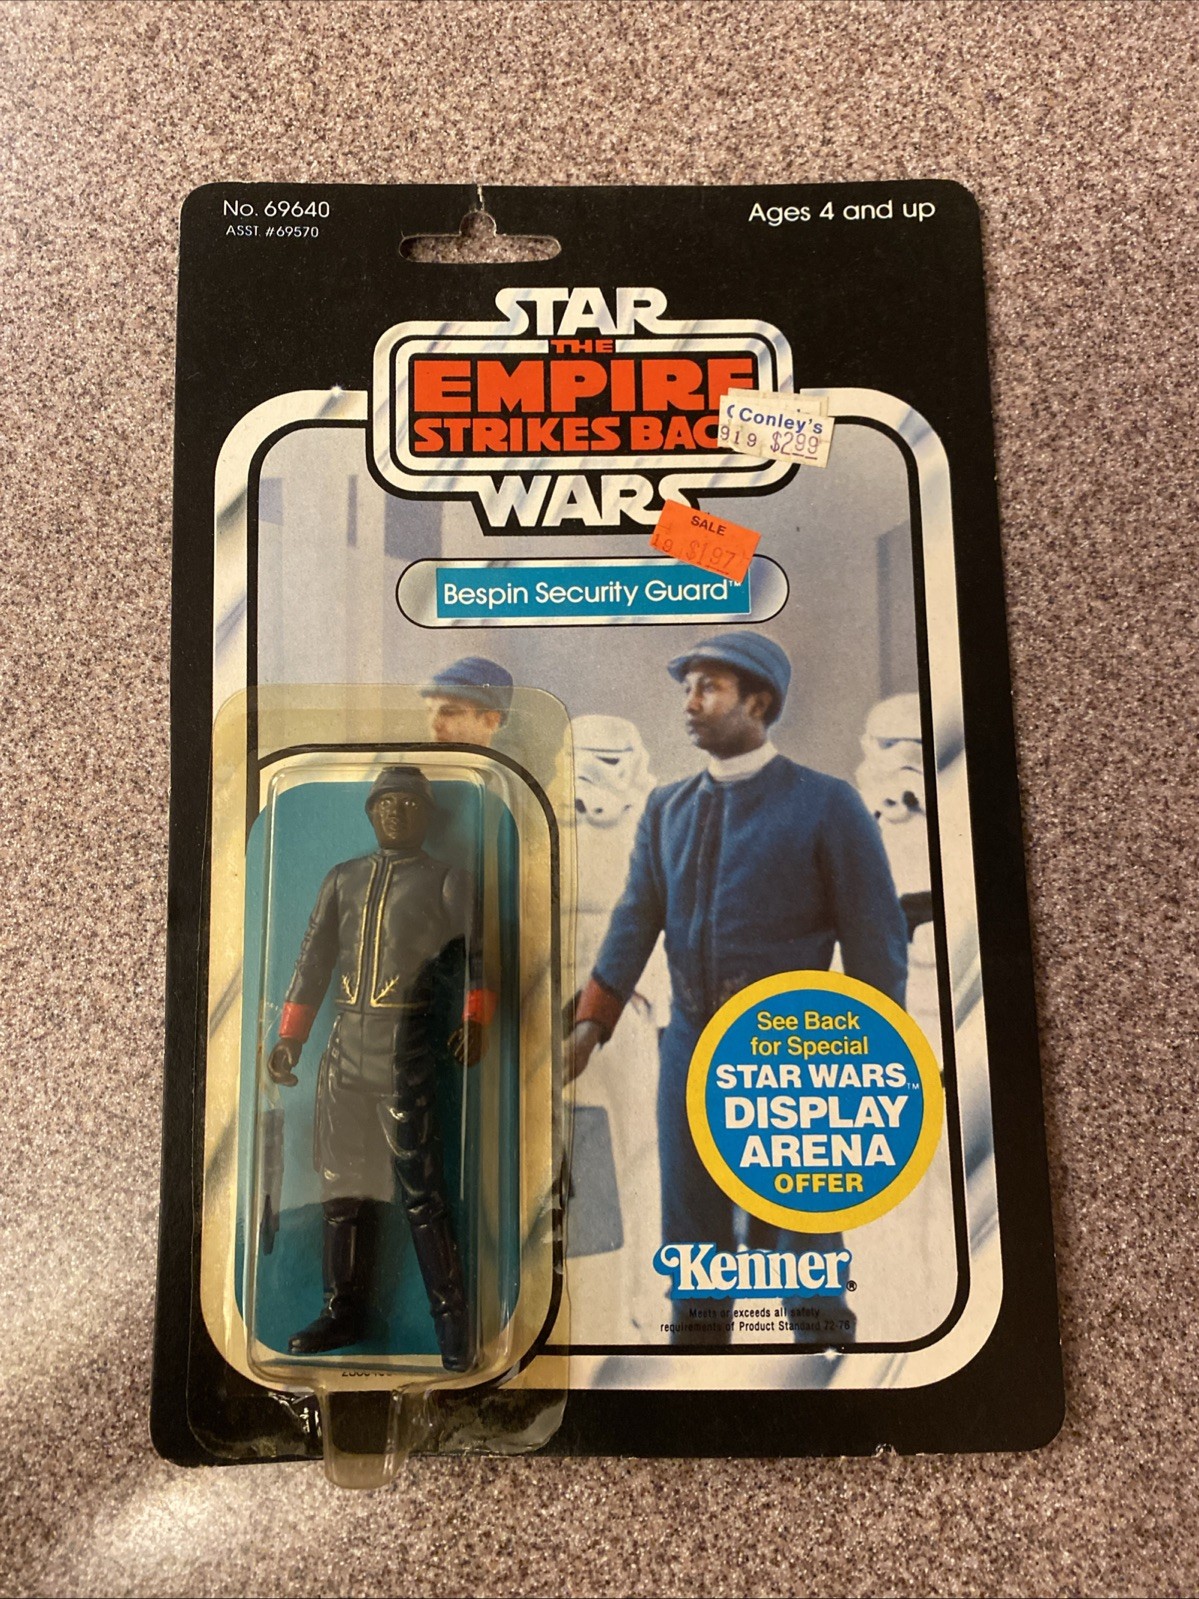 No. 69640
ASST. #69570
Ages 4 and up
STAR
THE
EMPIRE
STRIKES BAC
WARS
Conley's
919 $2.99
SALE
19 $1.97
Bespin Security Guard™
See Back
for Special
STAR WARS™
DISPLAY
ARENA
OFFER
Kenner®
Meets or exceeds all safety
requirements of Product Standard 72-76